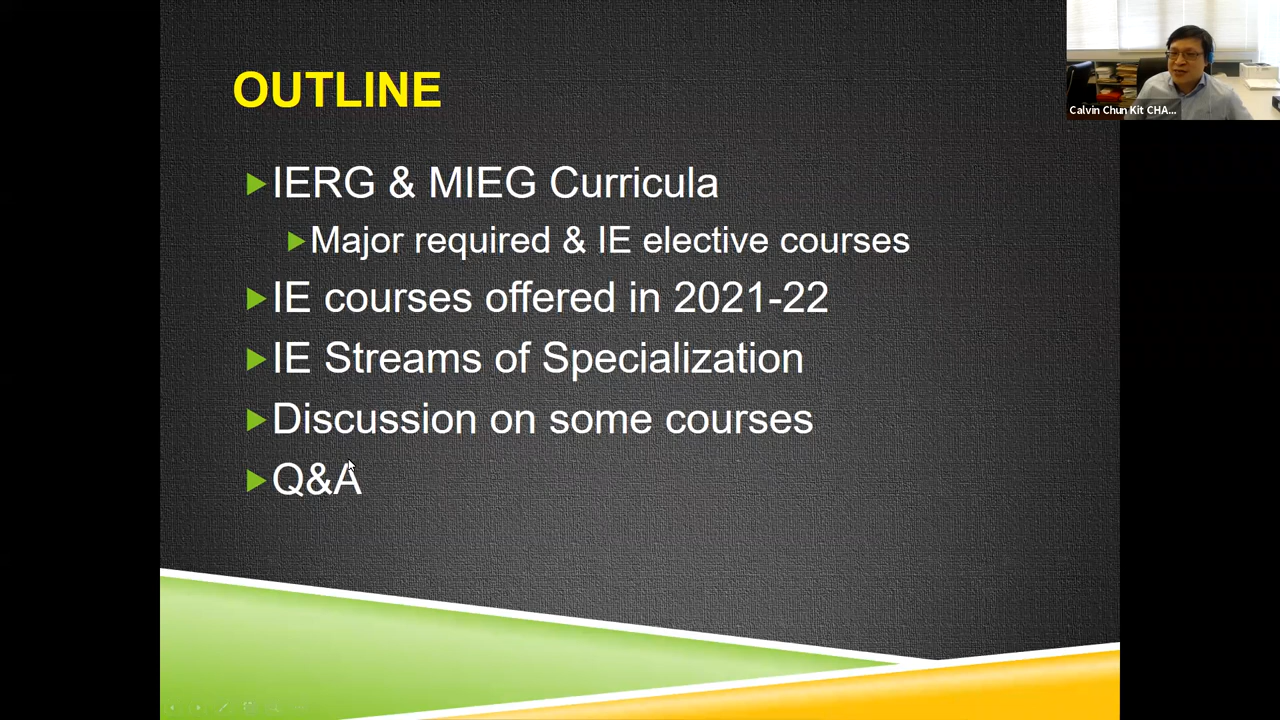 OUTLINE
IERG & MIEG Curricula
Major required & IE elective courses
IE courses offered in 2021-22
IE Streams of Specialization
Discussion on some courses
Q&A
Calvin Chun Kit CHA...